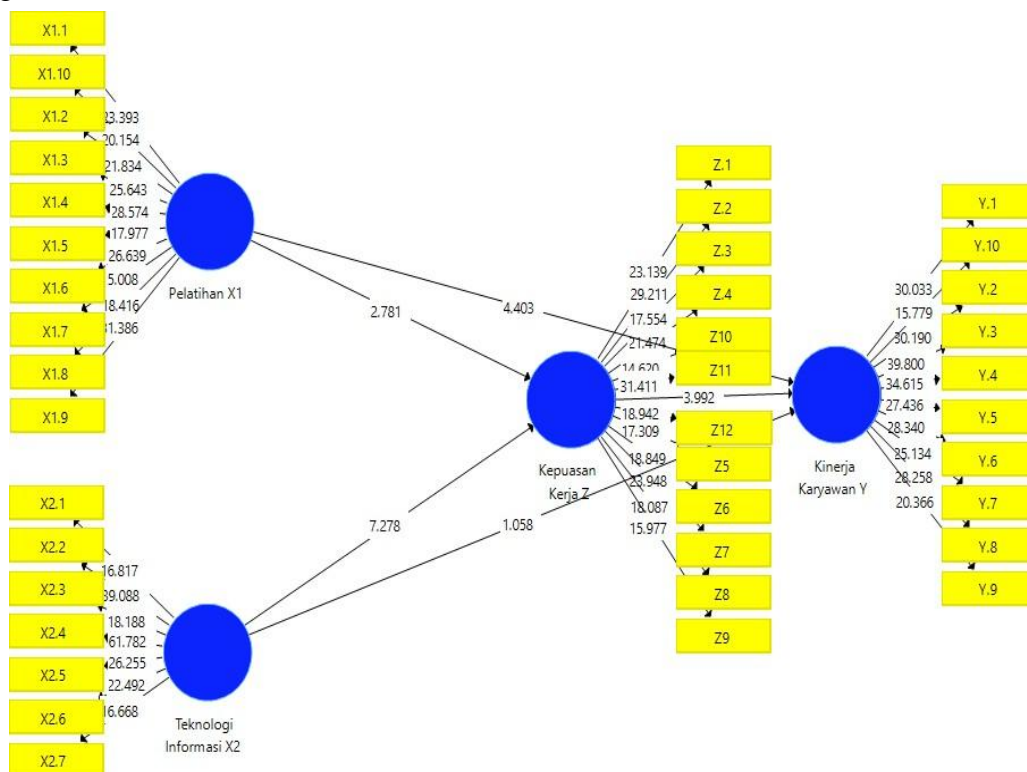 X1.1
X1.10
X1.2
X1.3
X1.4
X1.5
X1.6
X1.7
X1.8
X1.9
20.154
21.834
25.643
28.574
17.977
26.639
18.416
Pelatihan X1
2.781
4.403
X2.1
X2.2
X2.3
X2.4
X2.5
X2.6
X2.7
18.188
61.782
26.255
22.492
Teknologi
Informasi X2
7.278
1.058
Kepuasan
Kerja Z
3.992
23.139
29.211
17.554
21.474
14.620
31.411
18.942
17.309
18.849
23.948
18.087
15.977
Z.1
Z.2
Z.3
Z.4
Z10
Z11
Z12
Z5
Z6
Z7
Z8
Z9
Kinerja
Karyawan Y
30.033
15.779
30.190
39.800
34.615
27.436
28.340
25.134
28.258
20.366
Y.1
Y.10
Y.2
Y.3
Y.4
Y.5
Y.6
Y.7
Y.8
Y.9